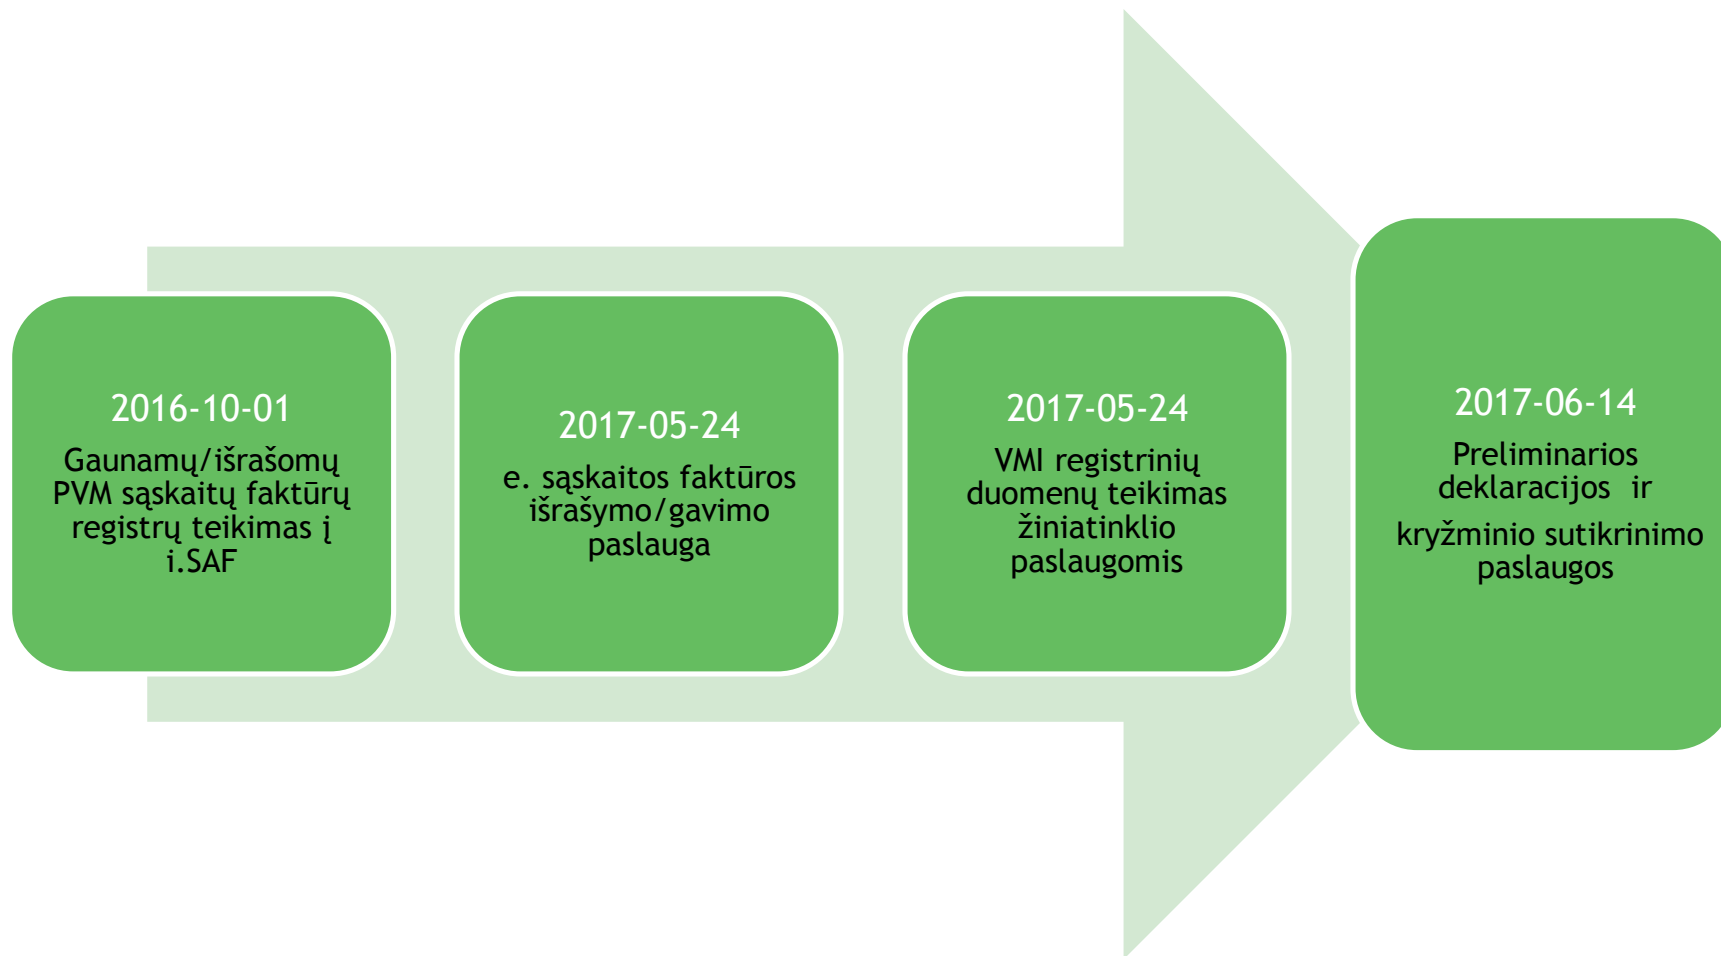 2016-10-01
Gaunamų/išrašomų
PVM sąskaitų faktūrų
registrų teikimas į
i.SAF
2017-05-24
e. sąskaitos faktūros
išrašymo/gavimo
paslauga
2017-05-24
VMI registrinių
duomenų teikimas
žiniatinklio
paslaugomis
2017-06-14
Preliminarios
deklaracijos ir
kryžminio sutikrinimo
paslaugos